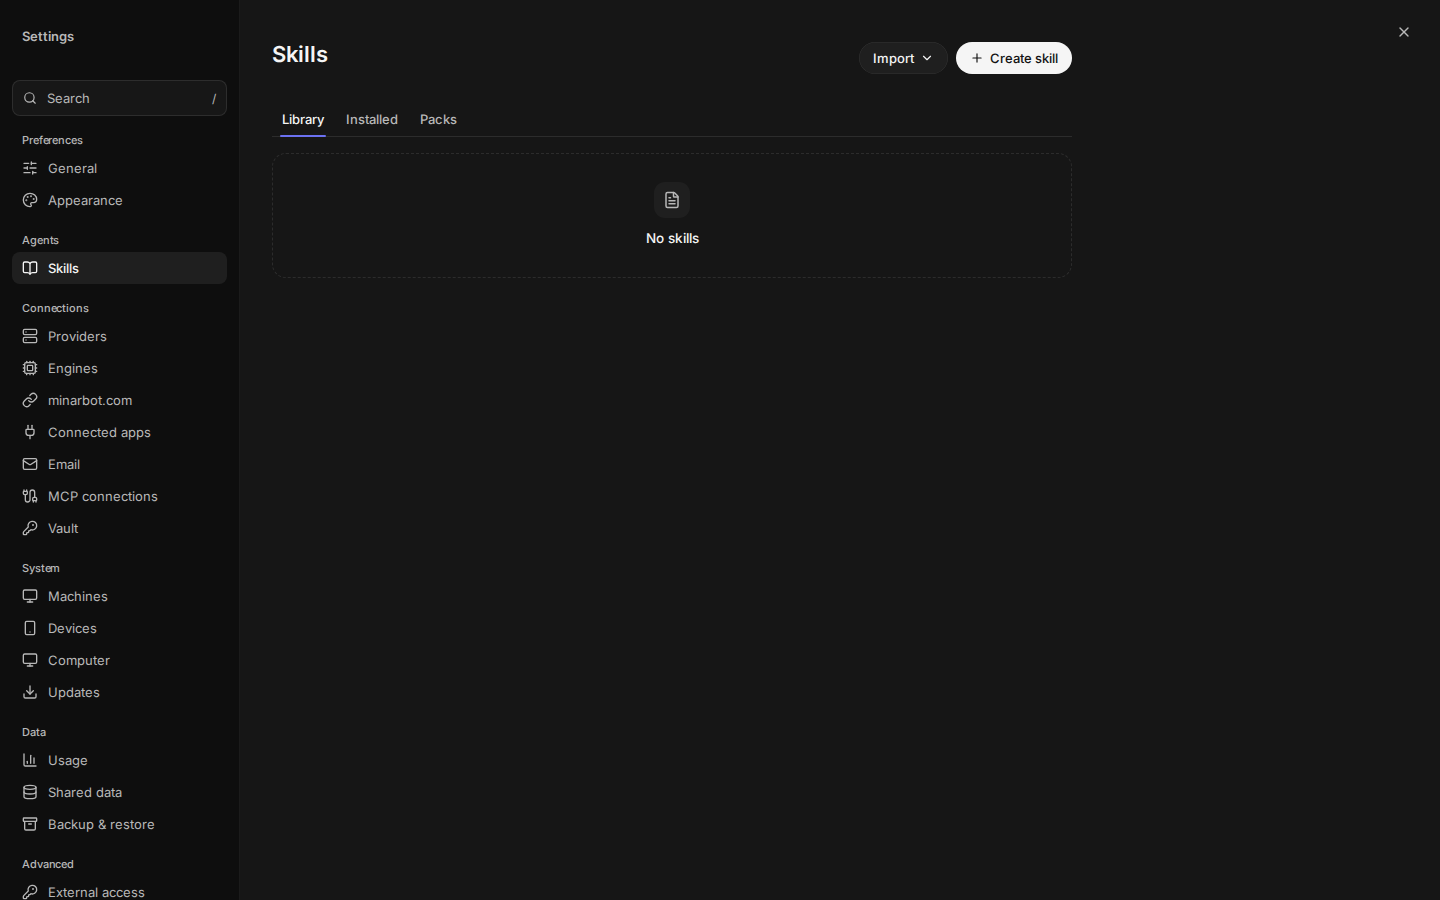 Settings
Search /
Preferences
General
Appearance
Agents
Skills
Connections
Providers
Engines
minarbot.com
Connected apps
Email
MCP connections
Vault
System
Machines
Devices
Computer
Updates
Data
Usage
Shared data
Backup & restore
Advanced
External access
Skills
Import
Create skill
Library Installed Packs
No skills